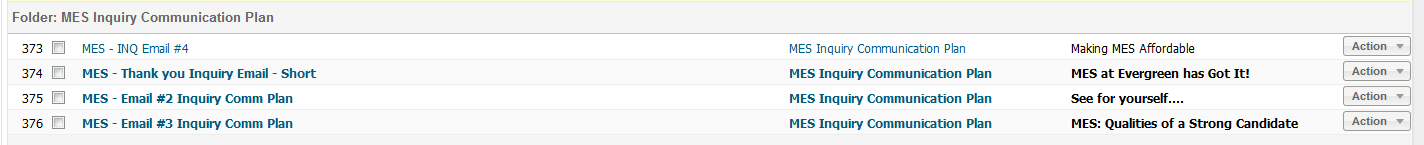 Folder: MES Inquiry Communication Plan
373 MES - INQ Email #4 MES Inquiry Communication Plan Making MES Affordable Action
374 MES - Thank you Inquiry Email - Short MES Inquiry Communication Plan MES at Evergreen has Got It! Action
375 MES - Email #2 Inquiry Comm Plan MES Inquiry Communication Plan See for yourself.... Action
376 MES - Email #3 Inquiry Comm Plan MES Inquiry Communication Plan MES: Qualities of a Strong Candidate Action